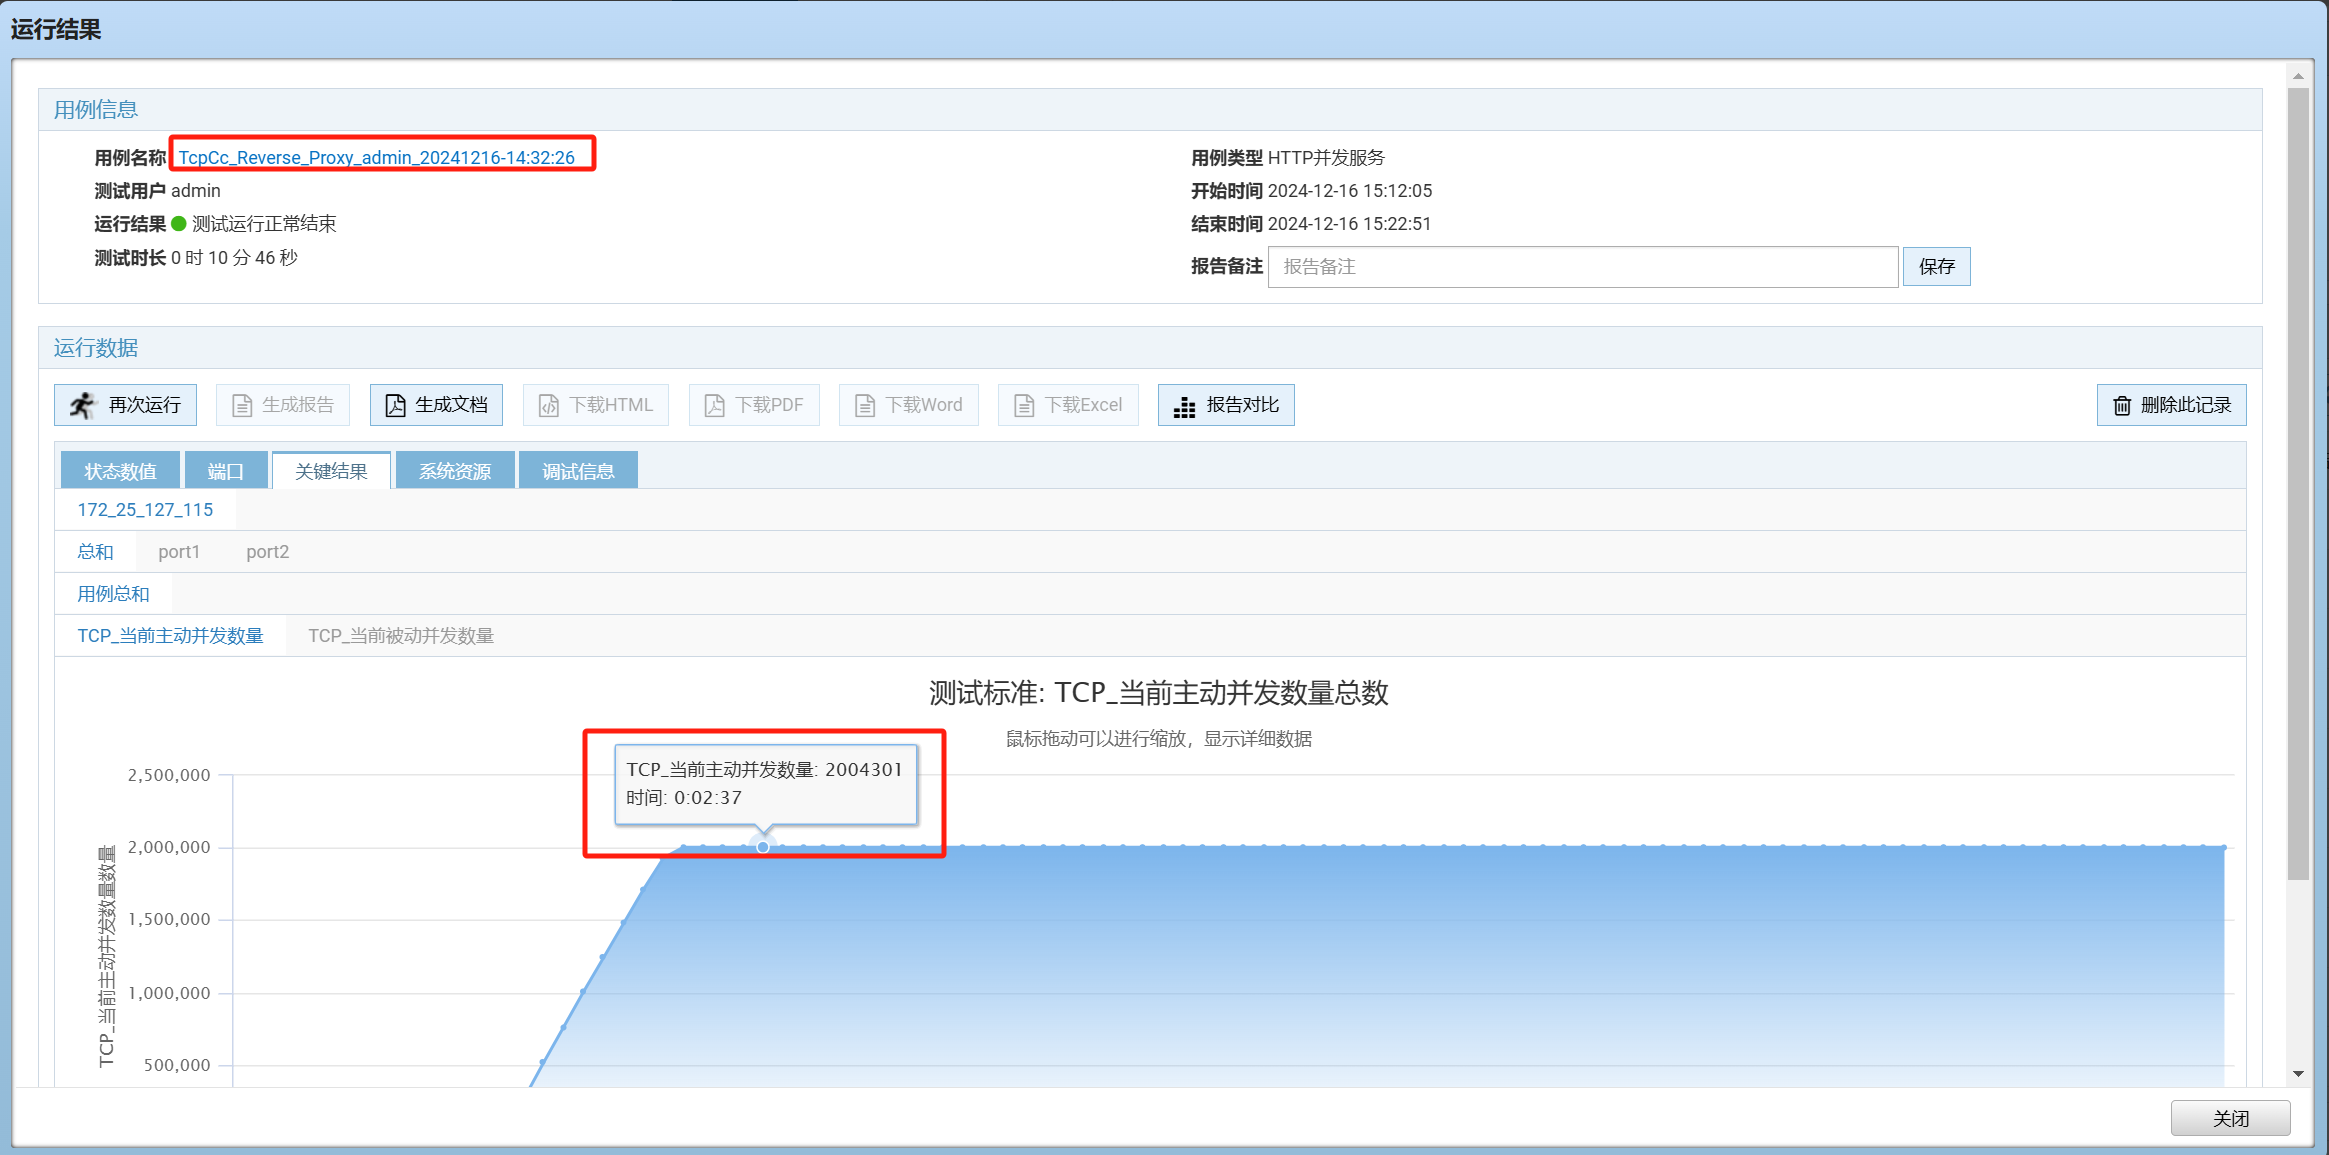 运行结果
用例信息
用例名称 TcpCc_Reverse_Proxy_admin_20241216-14:32:26
用例类型 HTTP并发服务
测试用户 admin
开始时间 2024-12-16 15:12:05
运行结果 测试运行正常结束
结束时间 2024-12-16 15:22:51
测试时长 0 时 10 分 46 秒
报告备注 报告备注 保存
运行数据
再次运行 生成报告 生成文档 下载HTML 下载PDF 下载Word 下载Excel 报告对比 删除此记录
状态数值 端口 关键结果 系统资源 调试信息
172_25_127_115
总和 port1 port2
用例总和
TCP_当前主动并发数量 TCP_当前被动并发数量
测试标准: TCP_当前主动并发数量总数
鼠标拖动可以进行缩放，显示详细数据
TCP_当前主动并发数量: 2004301
时间: 0:02:37
TCP_当前主动并发数量数量
2,500,000
2,000,000
1,500,000
1,000,000
500,000
关闭